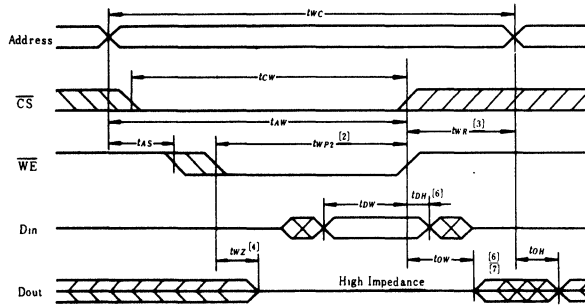 tWC
Address
tCW
CS
tAW
tWR [3]
tAS
tWP2 [2]
WE
tDW
tDH [6]
Din
tWZ [4]
tOW
[6]
[7]
tOH
High Impedance
Dout